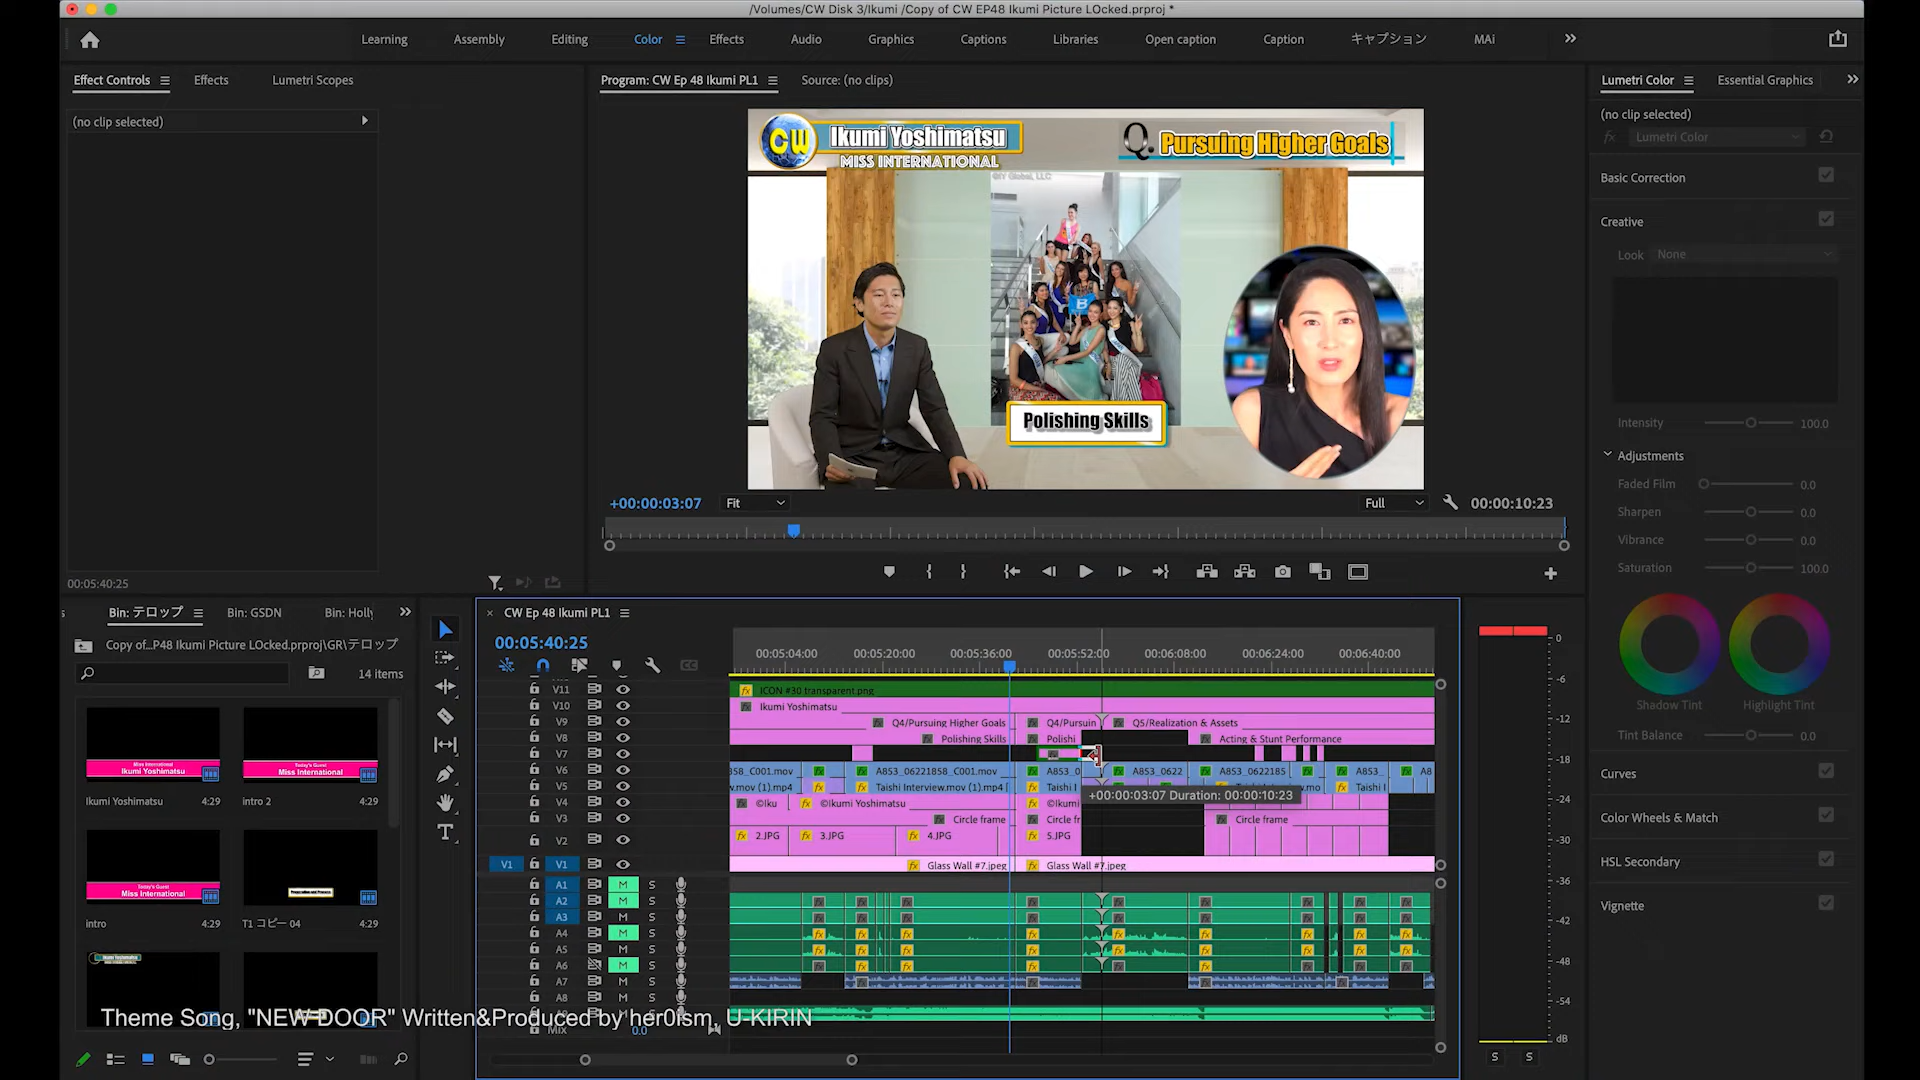 /Volumes/CW Disk 3/Ikumi /Copy of CW EP48 Ikumi Picture LOcked.prproj *
Learning
Assembly
Editing
Color
Effects
Audio
Graphics
Captions
Libraries
Open caption
Caption
キャプション
MAi
Effect Controls
Effects
Lumetri Scopes
Program: CW Ep 48 Ikumi PL1
Source: (no clips)
Lumetri Color
Essential Graphics
(no clip selected)
(no clip selected)
fx Lumetri Color
Basic Correction
Creative
Look None
Intensity 100.0
Adjustments
Faded Film 0.0
Sharpen 0.0
Vibrance 0.0
Saturation 100.0
Shadow Tint
Highlight Tint
Tint Balance 0.0
Curves
Color Wheels & Match
HSL Secondary
Vignette
CW Ikumi Yoshimatsu
MISS INTERNATIONAL
Q. Pursuing Higher Goals
Polishing Skills
+00:00:03:07
Fit
Full
00:00:10:23
00:05:40:25
Bin: テロップ
Bin: GSDN
Bin: Holly
Copy of...P48 Ikumi Picture LOcked.prproj\GR\テロップ
14 items
Miss International
Ikumi Yoshimatsu
Today's Guest
Miss International
Ikumi Yoshimatsu 4:29
intro 2 4:29
Today's Guest
Miss International
intro 4:29
T1 コピー 04 4:29
CW Ep 48 Ikumi PL1
00:05:40:25
00:05:04:00
00:05:20:00
00:05:36:00
00:05:52:00
00:06:08:00
00:06:24:00
00:06:40:00
V11 ICON #30 transparent.png
V10 Ikumi Yoshimatsu
V9 Q4/Pursuing Higher Goals Q4/Pursuin Q5/Realization & Assets
V8 Polishing Skills Polishi Acting & Stunt Performance
V7
V6 858_C001.mov A853_06221858_C001.mov A853_0 A853_0622 A853_0622185 A853_ A8
V5 w.mov (1).mp4 Taishi Interview.mov (1).mp4 Taishi I Taishi I
+00:00:03:07 Duration: 00:00:10:23
V4 ©Iku ©Ikumi Yoshimatsu ©Ikumi
V3 Circle frame Circle fr Circle frame
V2 2.JPG 3.JPG 4.JPG 5.JPG
V1 V1 Glass Wall #7.jpeg Glass Wall #7.jpeg
A1 M S
A2 M S
A3 M S
A4 M S
A5 M S
A6 M S
A7 M S
A8 M S
Mix 0.0
Theme Song, "NEW DOOR" Written&Produced by her0ism, U-KIRIN
0
-6
-12
-18
-24
-30
-36
-42
-48
-54
dB
S S